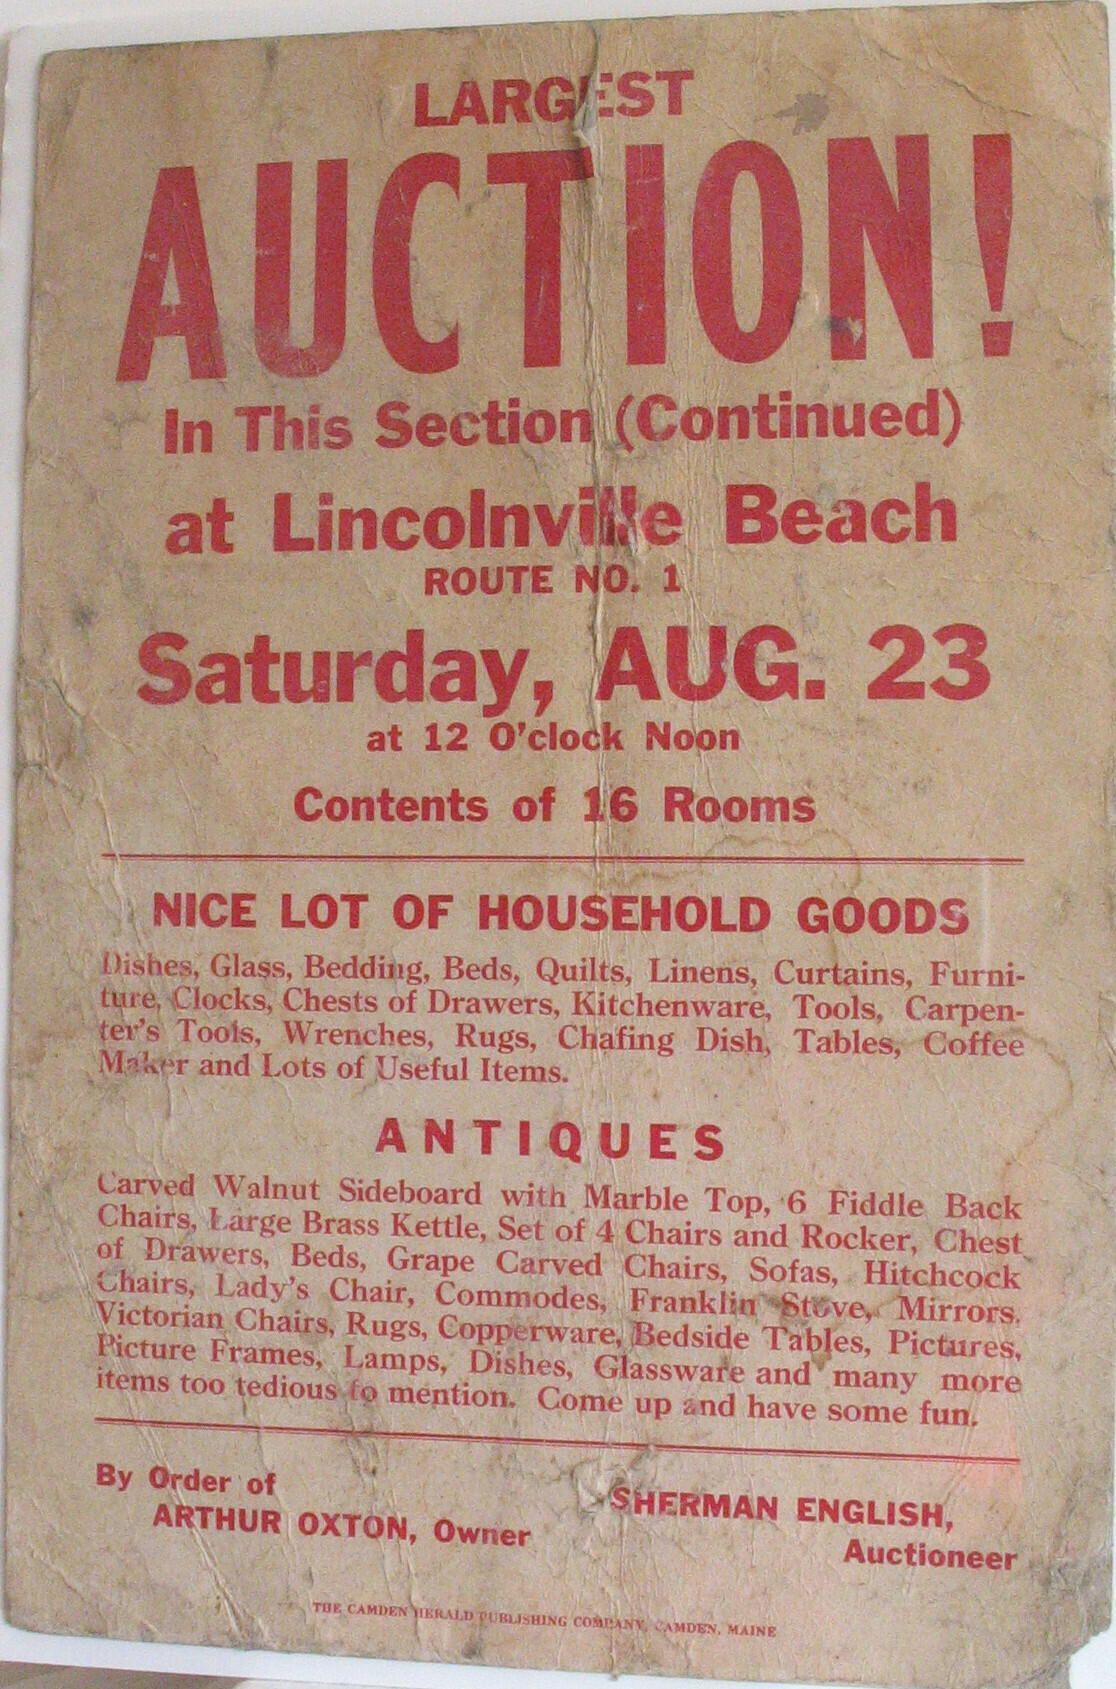 LARGEST
AUCTION!
In This Section (Continued)
at Lincolnville Beach
ROUTE NO. 1
Saturday, AUG. 23
at 12 O'clock Noon
Contents of 16 Rooms
NICE LOT OF HOUSEHOLD GOODS
Dishes, Glass, Bedding, Beds, Quilts, Linens, Curtains, Furni-
ture, Clocks, Chests of Drawers, Kitchenware, Tools, Carpen-
ter's Tools, Wrenches, Rugs, Chafing Dish, Tables, Coffee
Maker and Lots of Useful Items.
ANTIQUES
Carved Walnut Sideboard with Marble Top, 6 Fiddle Back
Chairs, Large Brass Kettle, Set of 4 Chairs and Rocker, Chest
of Drawers, Beds, Grape Carved Chairs, Sofas, Hitchcock
Chairs, Lady's Chair, Commodes, Franklin Stove, Mirrors,
Victorian Chairs, Rugs, Copperware, Bedside Tables, Pictures,
Picture Frames, Lamps, Dishes, Glassware and many more
items too tedious to mention. Come up and have some fun.
By Order of
ARTHUR OXTON, Owner
SHERMAN ENGLISH,
Auctioneer
THE CAMDEN HERALD PUBLISHING COMPANY, CAMDEN, MAINE